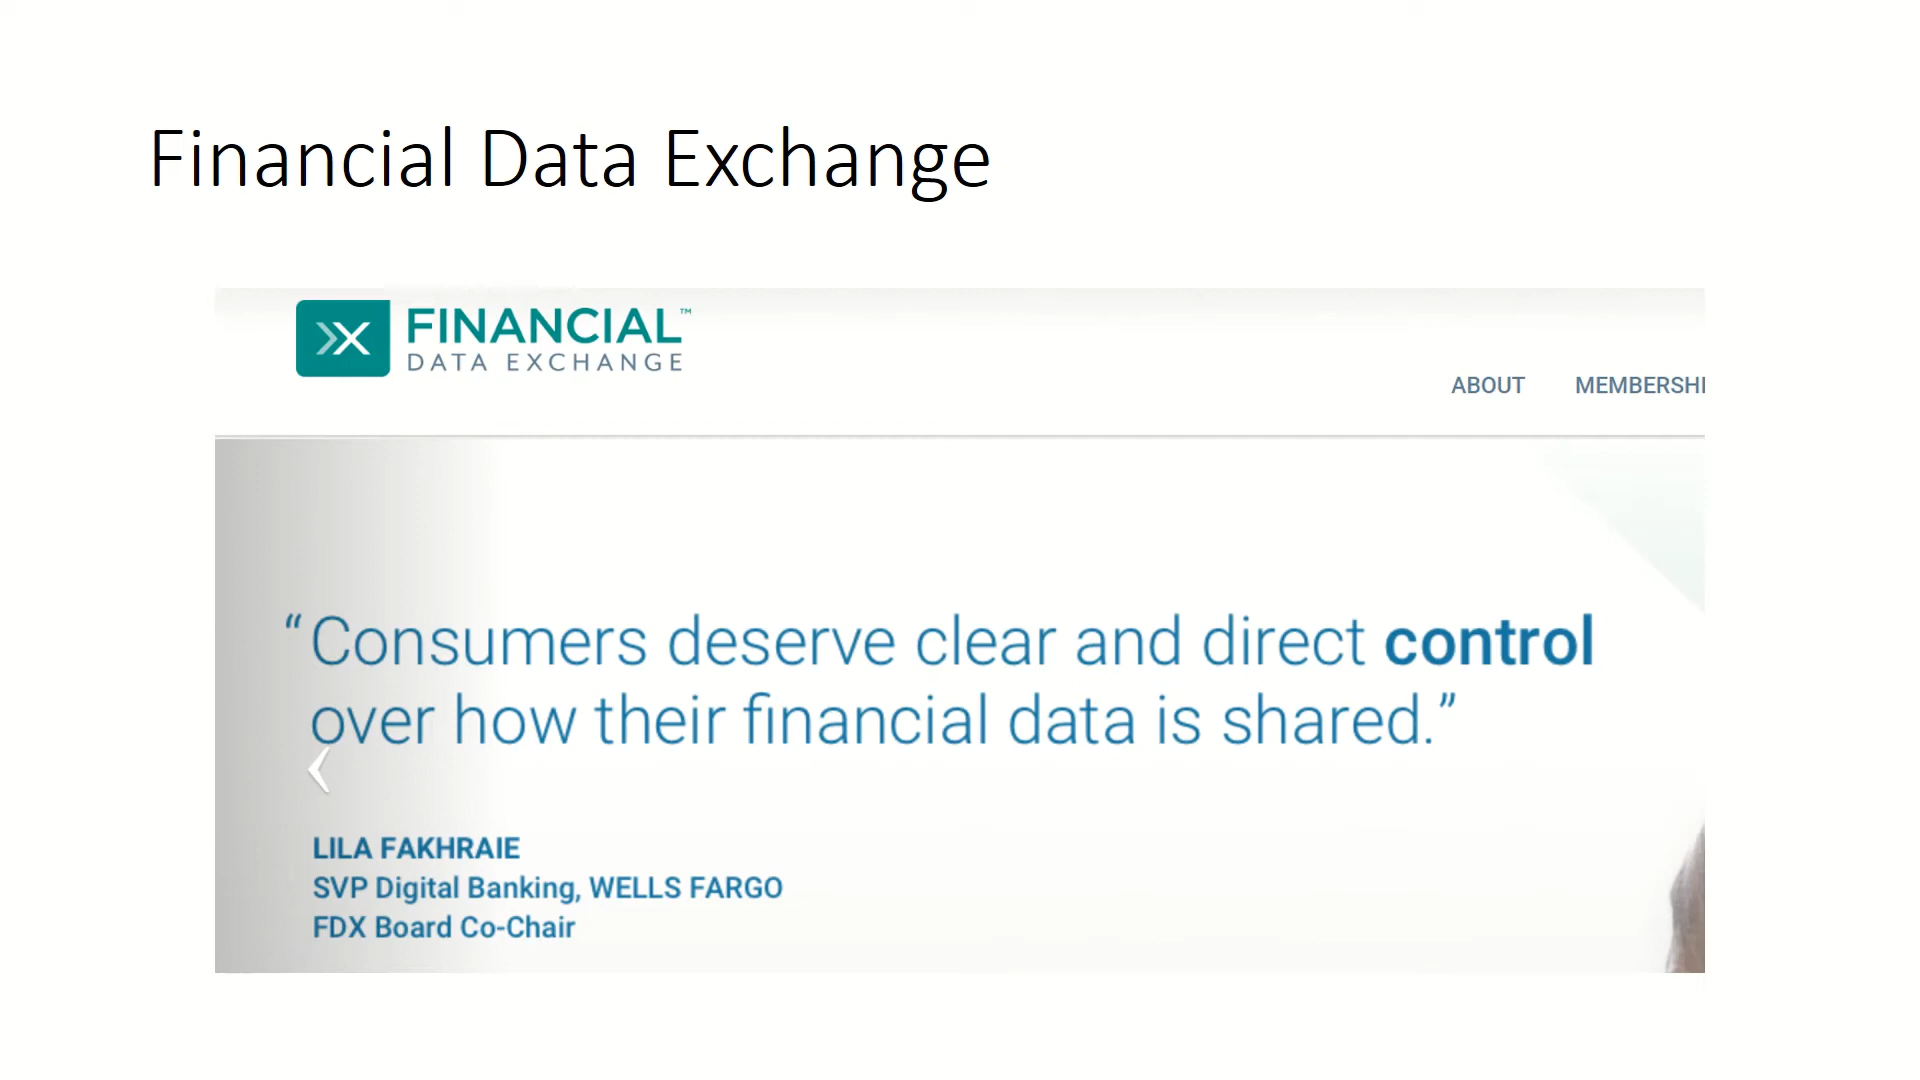 Financial Data Exchange
FINANCIAL™
DATA EXCHANGE
ABOUT MEMBERSHI
“Consumers deserve clear and direct control
over how their financial data is shared.”
LILA FAKHRAIE
SVP Digital Banking, WELLS FARGO
FDX Board Co-Chair